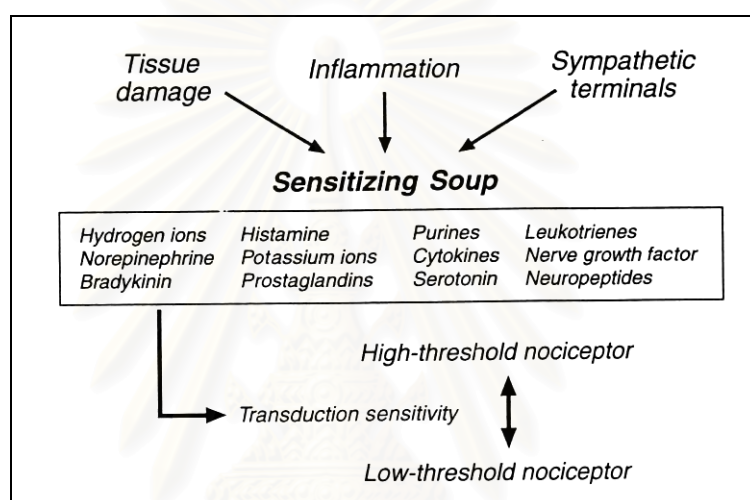 Tissue
damage
Inflammation
Sympathetic
terminals
Sensitizing Soup
Hydrogen ions Histamine Purines Leukotrienes
Norepinephrine Potassium ions Cytokines Nerve growth factor
Bradykinin Prostaglandins Serotonin Neuropeptides
High-threshold nociceptor
Transduction sensitivity
Low-threshold nociceptor